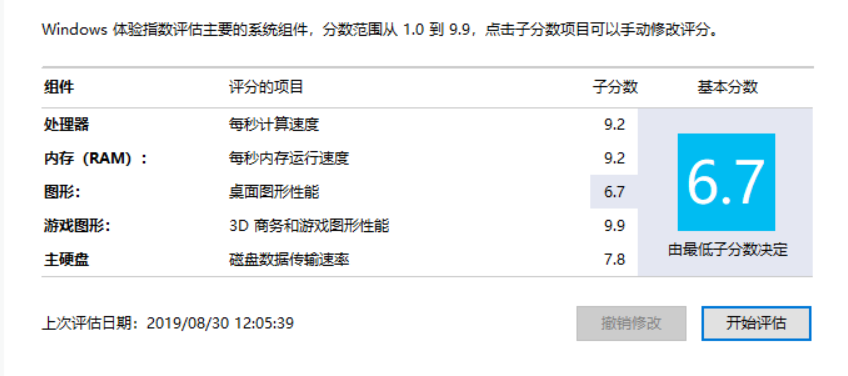 Windows 体验指数评估主要的系统组件，分数范围从 1.0 到 9.9，点击子分数项目可以手动修改评分。
组件 评分的项目 子分数 基本分数
处理器 每秒计算速度 9.2
内存（RAM）： 每秒内存运行速度 9.2
图形： 桌面图形性能 6.7
6.7
游戏图形： 3D 商务和游戏图形性能 9.9
由最低子分数决定
主硬盘 磁盘数据传输速率 7.8
上次评估日期：2019/08/30 12:05:39 撤销修改 开始评估